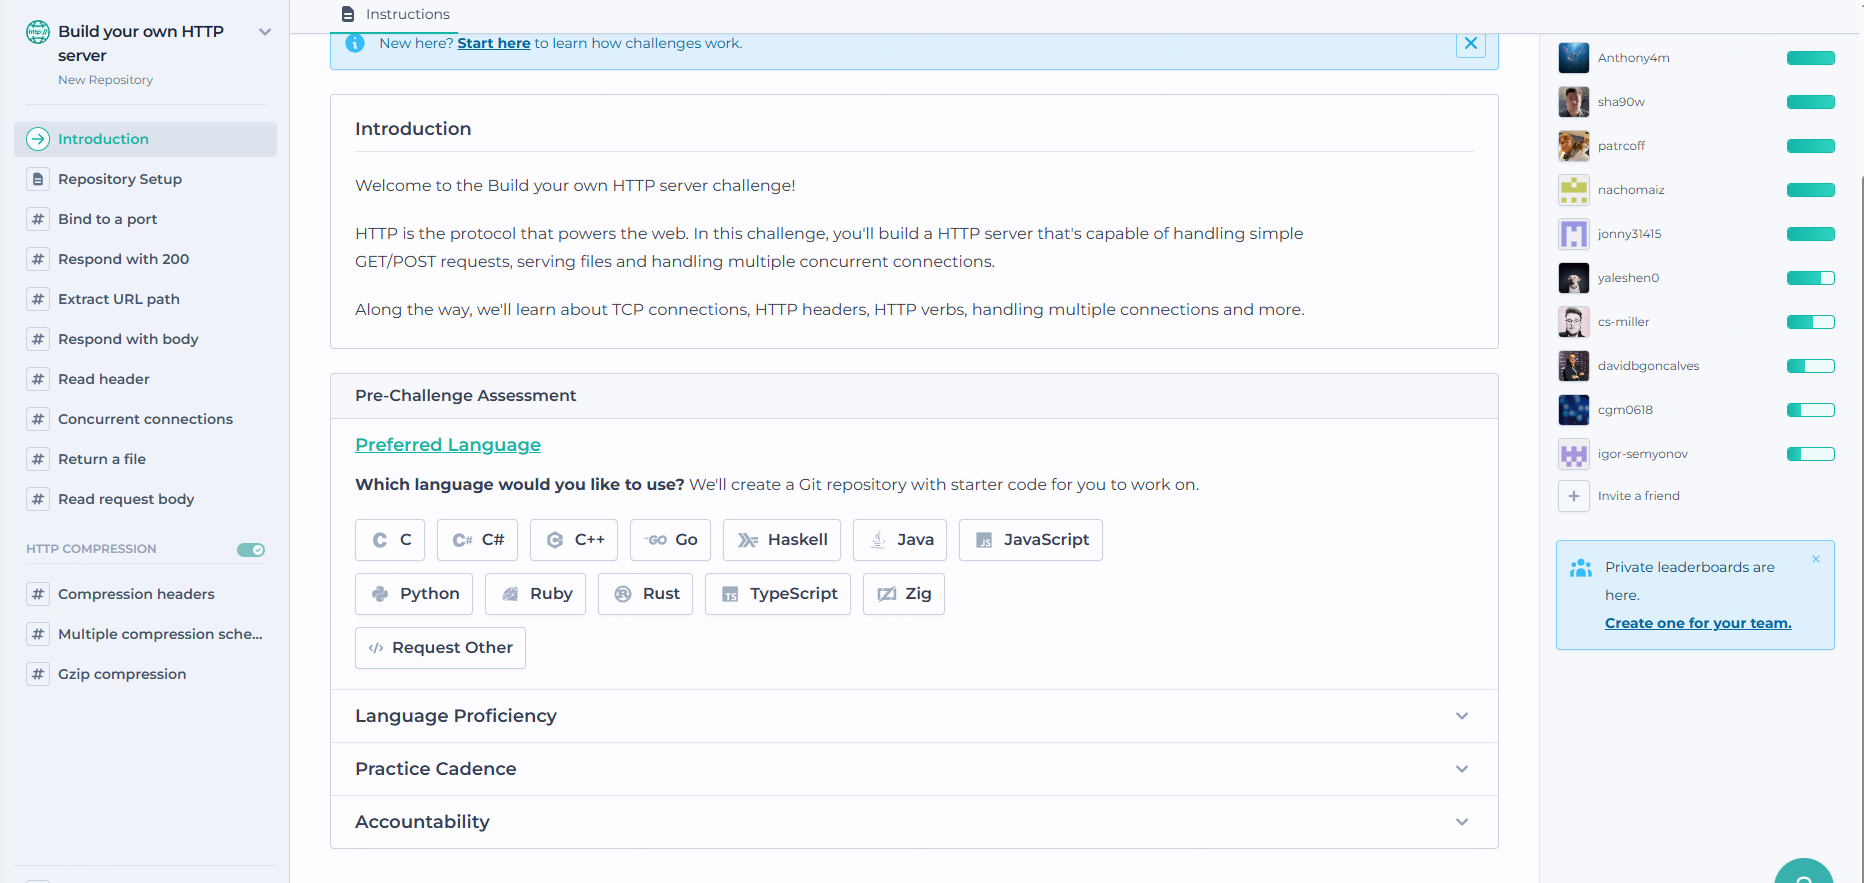 Build your own HTTP
server
New Repository
Introduction
Repository Setup
Bind to a port
Respond with 200
Extract URL path
Respond with body
Read header
Concurrent connections
Return a file
Read request body
HTTP COMPRESSION
Compression headers
Multiple compression sche...
Gzip compression
Instructions
New here? Start here to learn how challenges work.
Introduction
Welcome to the Build your own HTTP server challenge!
HTTP is the protocol that powers the web. In this challenge, you'll build a HTTP server that's capable of handling simple
GET/POST requests, serving files and handling multiple concurrent connections.
Along the way, we'll learn about TCP connections, HTTP headers, HTTP verbs, handling multiple connections and more.
Pre-Challenge Assessment
Preferred Language
Which language would you like to use? We'll create a Git repository with starter code for you to work on.
C C# C++ Go Haskell Java JavaScript
Python Ruby Rust TypeScript Zig
Request Other
Language Proficiency
Practice Cadence
Accountability
Anthony4m
sha90w
patrcoff
nachomaiz
jonny31415
yaleshen0
cs-miller
davidbgoncalves
cgm0618
igor-semyonov
Invite a friend
Private leaderboards are
here.
Create one for your team.